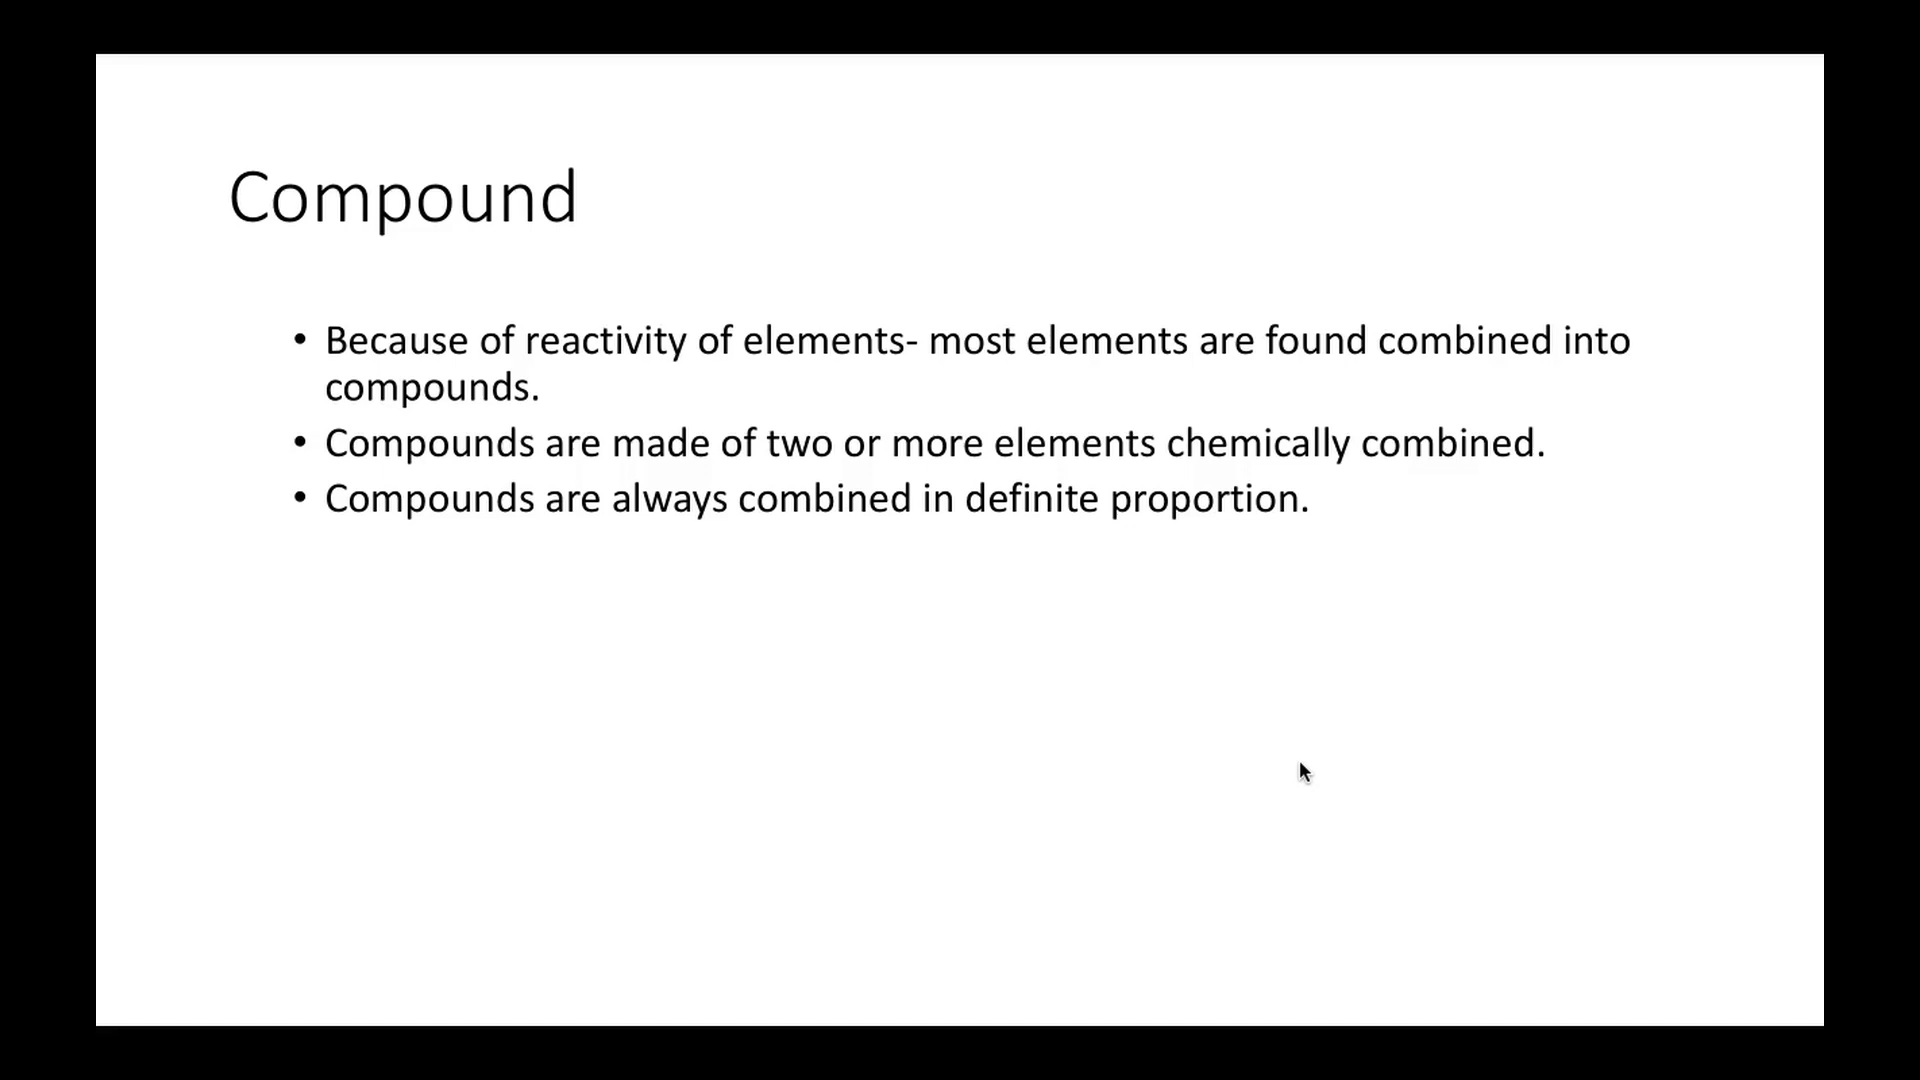 Compound
• Because of reactivity of elements- most elements are found combined into
compounds.
• Compounds are made of two or more elements chemically combined.
• Compounds are always combined in definite proportion.